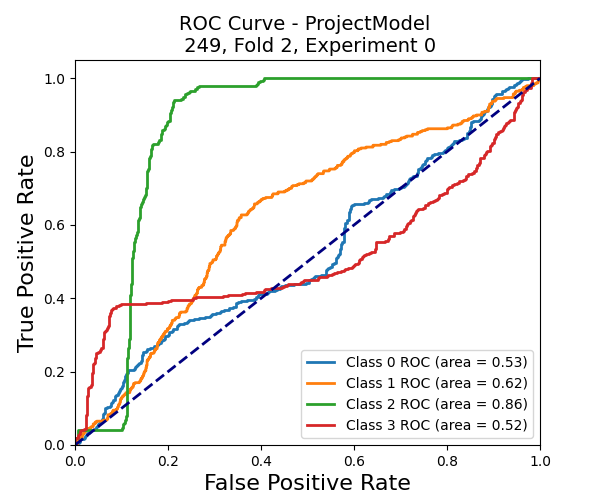 ROC Curve - ProjectModel
249, Fold 2, Experiment 0
True Positive Rate
1.0
0.8
0.6
0.4
0.2
0.0
Class 0 ROC (area = 0.53)
Class 1 ROC (area = 0.62)
Class 2 ROC (area = 0.86)
Class 3 ROC (area = 0.52)
0.0 0.2 0.4 0.6 0.8 1.0
False Positive Rate